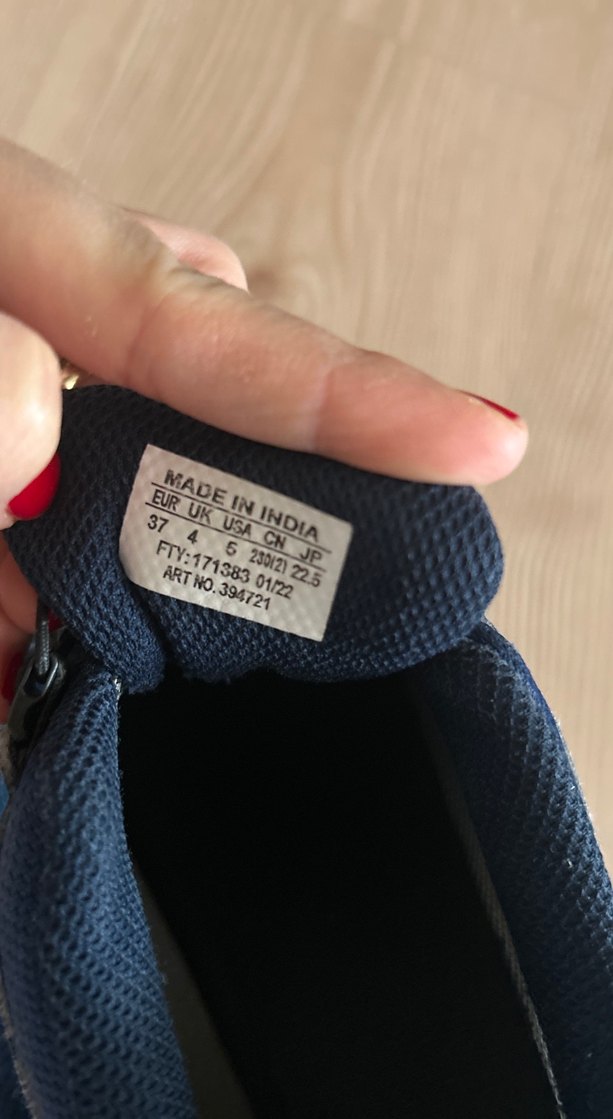 MADE IN INDIA
EUR UK USA CN JP
37 4 5 230(2) 22.5
FTY:171383 01/22
ART NO. 394721